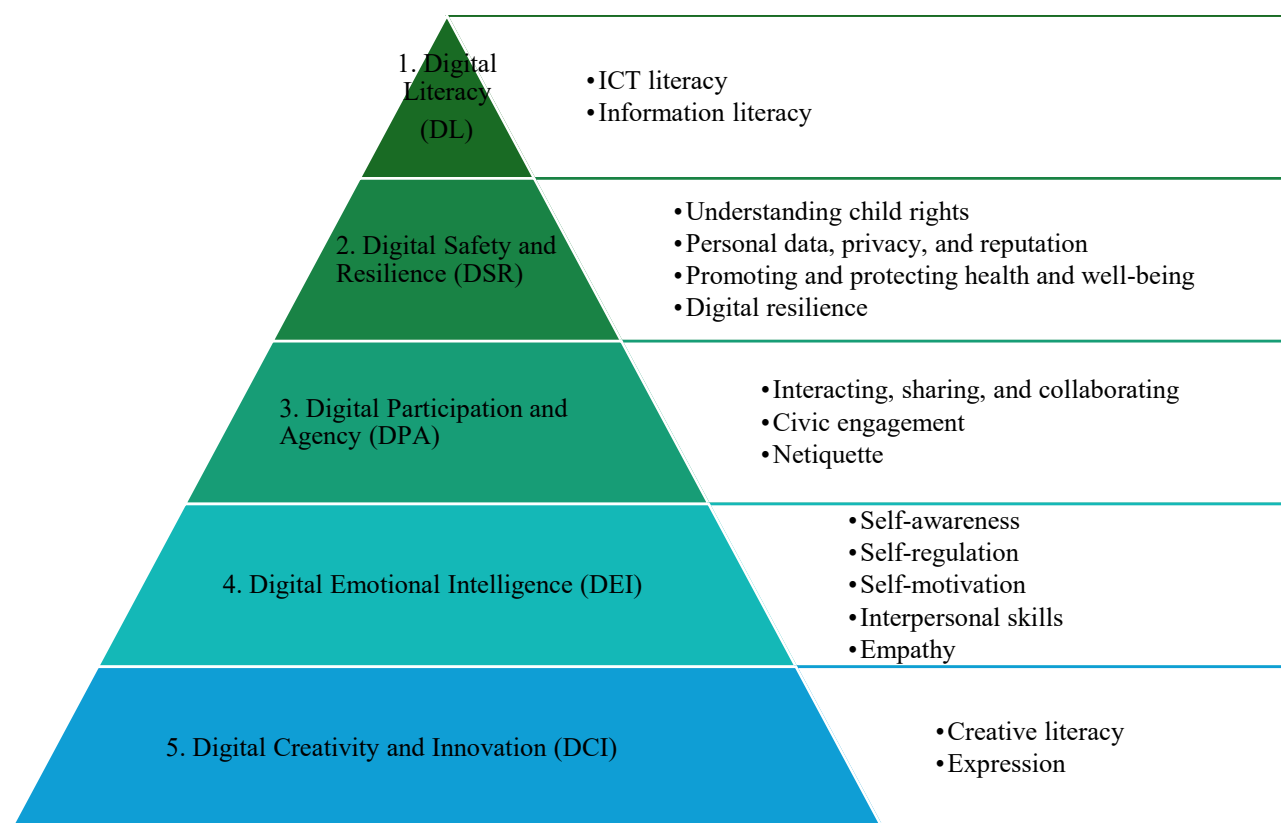 1. Digital
Literacy
(DL)
•ICT literacy
•Information literacy
2. Digital Safety and
Resilience (DSR)
•Understanding child rights
•Personal data, privacy, and reputation
•Promoting and protecting health and well-being
•Digital resilience
3. Digital Participation and
Agency (DPA)
•Interacting, sharing, and collaborating
•Civic engagement
•Netiquette
4. Digital Emotional Intelligence (DEI)
•Self-awareness
•Self-regulation
•Self-motivation
•Interpersonal skills
•Empathy
5. Digital Creativity and Innovation (DCI)
•Creative literacy
•Expression